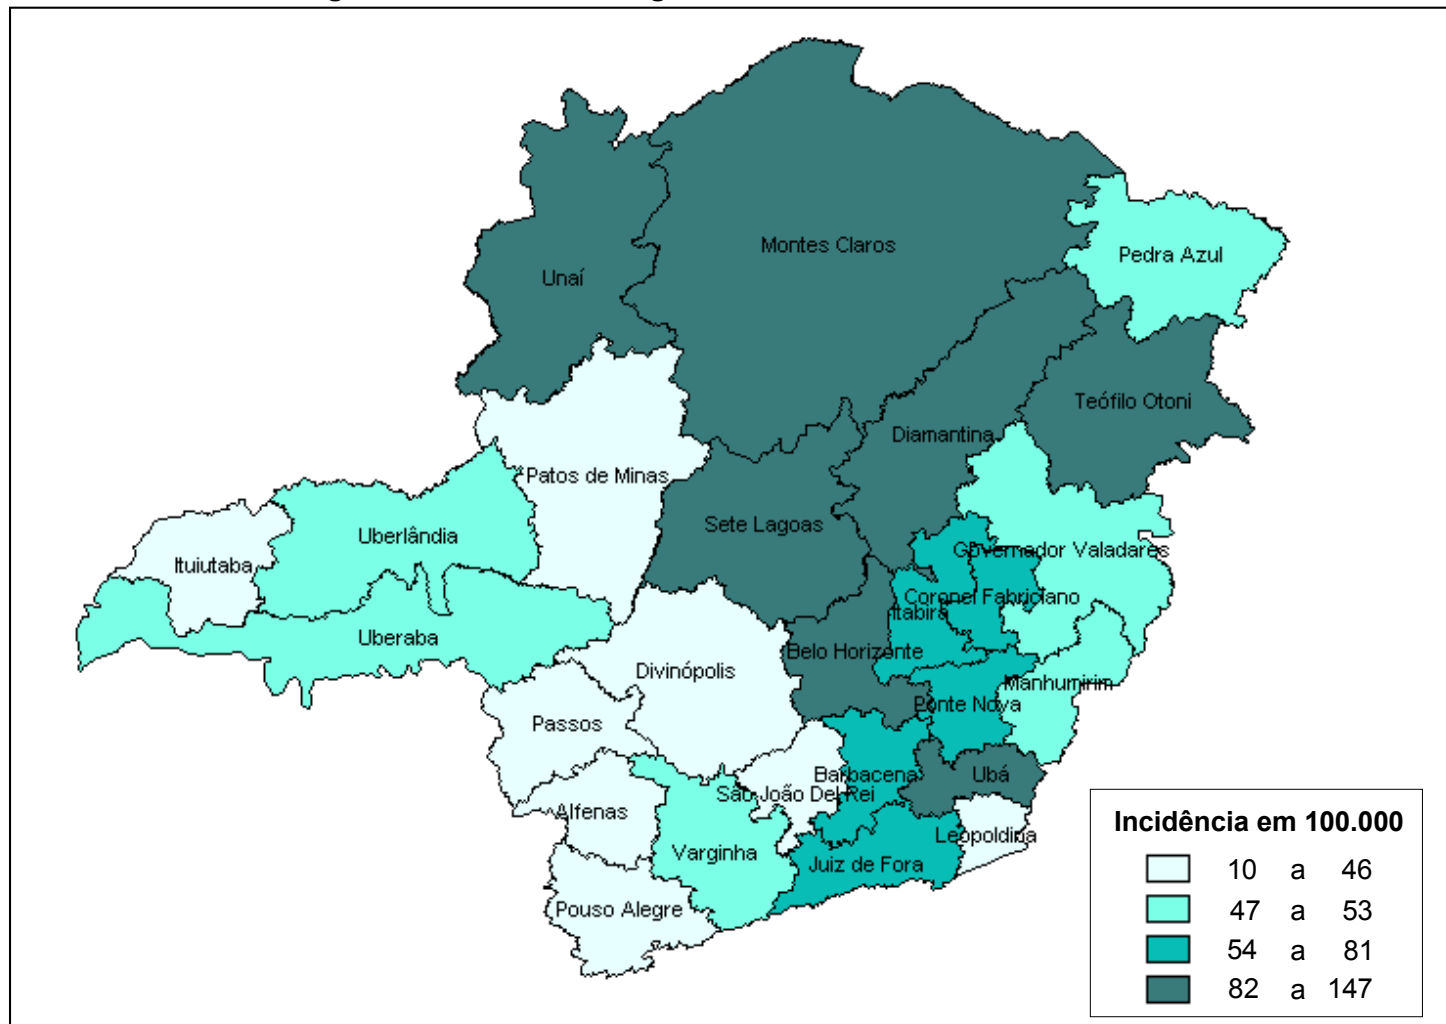 Montes Claros
Pedra Azul
Unaí
Teófilo Otoni
Diamantina
Patos de Minas
Sete Lagoas
Uberlândia
Governador Valadares
Ituiutaba
Coronel Fabriciano
Itabira
Uberaba
Belo Horizonte
Divinópolis
Manhumirim
Ponte Nova
Passos
Barbacena
Ubá
São João Del Rei
Alfenas
Leopoldina
Varginha
Juiz de Fora
Pouso Alegre
Incidência em 100.000
10 a 46
47 a 53
54 a 81
82 a 147